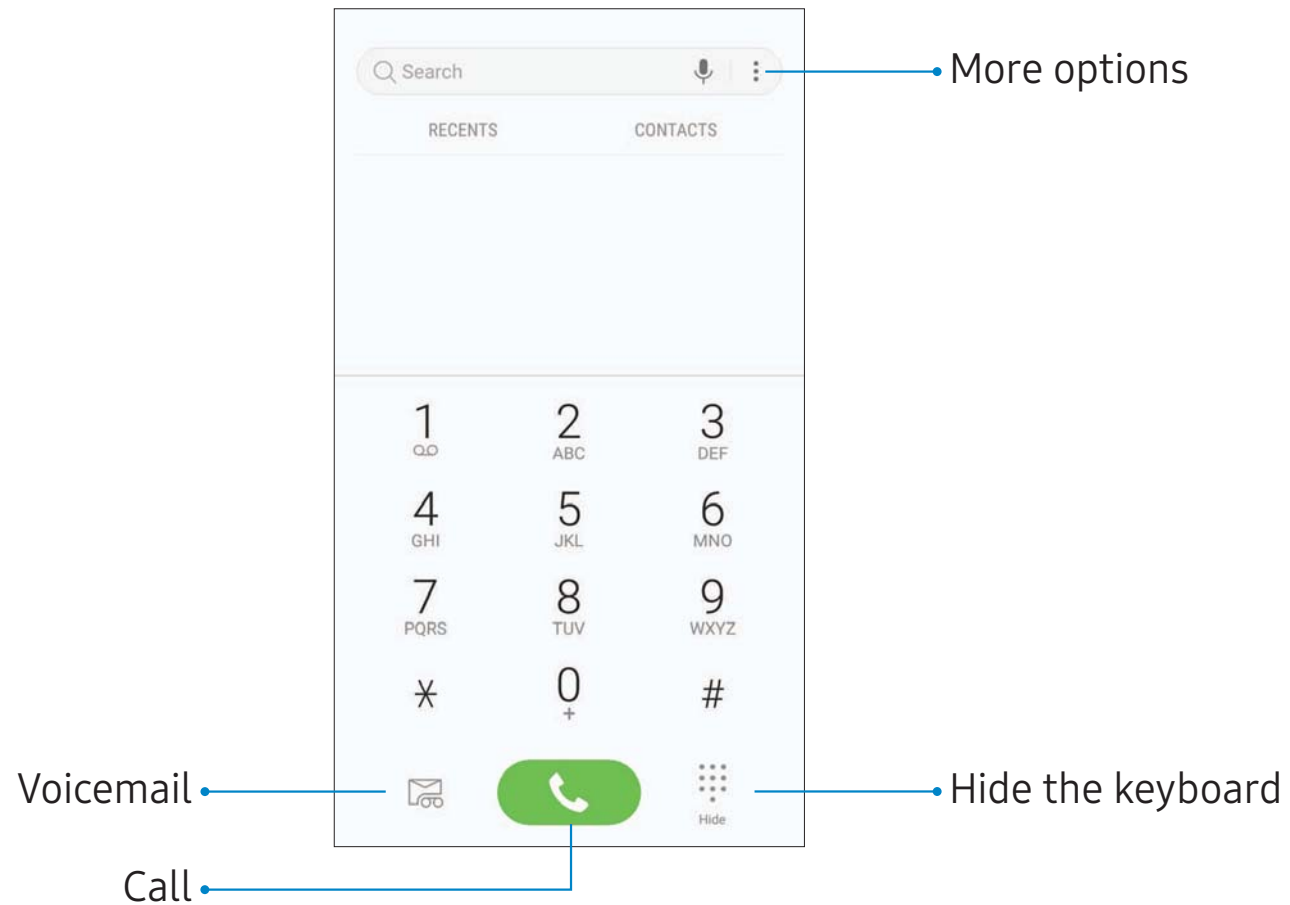 Search
More options
RECENTS CONTACTS
1 2 3
ABC DEF
4 5 6
GHI JKL MNO
7 8 9
PQRS TUV WXYZ
* 0 #
+
Voicemail
Hide the keyboard
Hide
Call